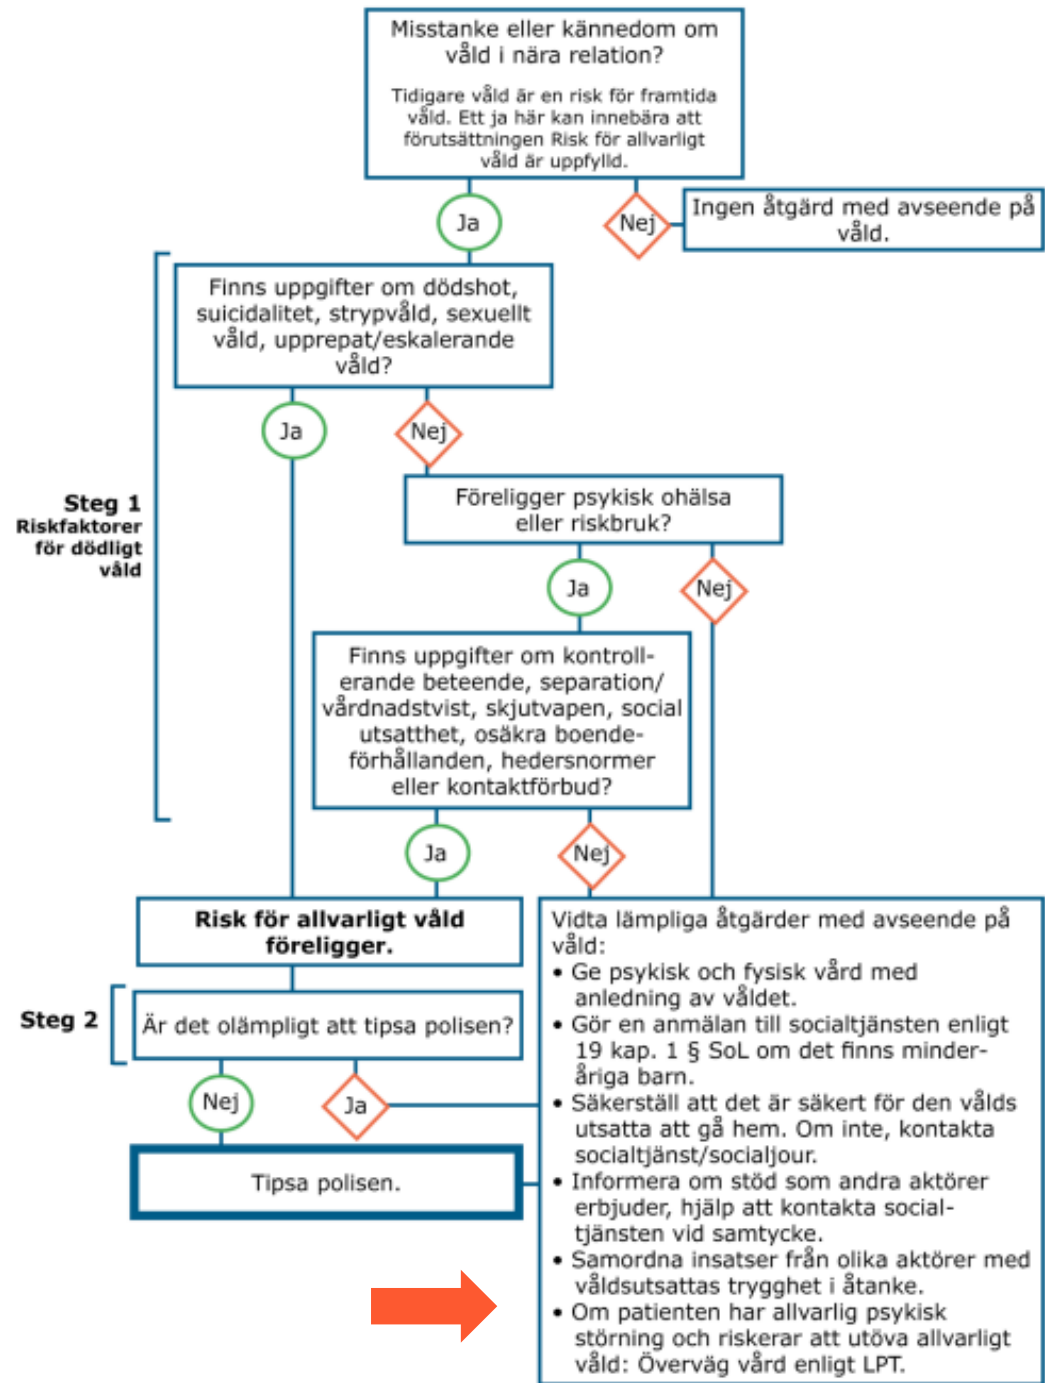 Misstanke eller kännedom om
våld i nära relation?
Tidigare våld är en risk för framtida
våld. Ett ja här kan innebära att
förutsättningen Risk för allvarligt
våld är uppfylld.
Ja
Nej
Ingen åtgärd med avseende på
våld.
Steg 1
Riskfaktorer
för dödligt
våld
Finns uppgifter om dödshot,
suicidalitet, strypvåld, sexuellt
våld, upprepat/eskalerande
våld?
Ja
Nej
Föreligger psykisk ohälsa
eller riskbruk?
Ja
Nej
Finns uppgifter om kontroll-
erande beteende, separation/
vårdnadstvist, skjutvapen, social
utsatthet, osäkra boende-
förhållanden, hedersnormer
eller kontaktförbud?
Ja
Nej
Risk för allvarligt våld
föreligger.
Steg 2
Är det olämpligt att tipsa polisen?
Nej
Ja
Tipsa polisen.
Vidta lämpliga åtgärder med avseende på
våld:
• Ge psykisk och fysisk vård med
anledning av våldet.
• Gör en anmälan till socialtjänsten enligt
19 kap. 1 § SoL om det finns minder-
åriga barn.
• Säkerställ att det är säkert för den vålds
utsatta att gå hem. Om inte, kontakta
socialtjänst/socialjour.
• Informera om stöd som andra aktörer
erbjuder, hjälp att kontakta social-
tjänsten vid samtycke.
• Samordna insatser från olika aktörer med
våldsutsattas trygghet i åtanke.
• Om patienten har allvarlig psykisk
störning och riskerar att utöva allvarligt
våld: Överväg vård enligt LPT.